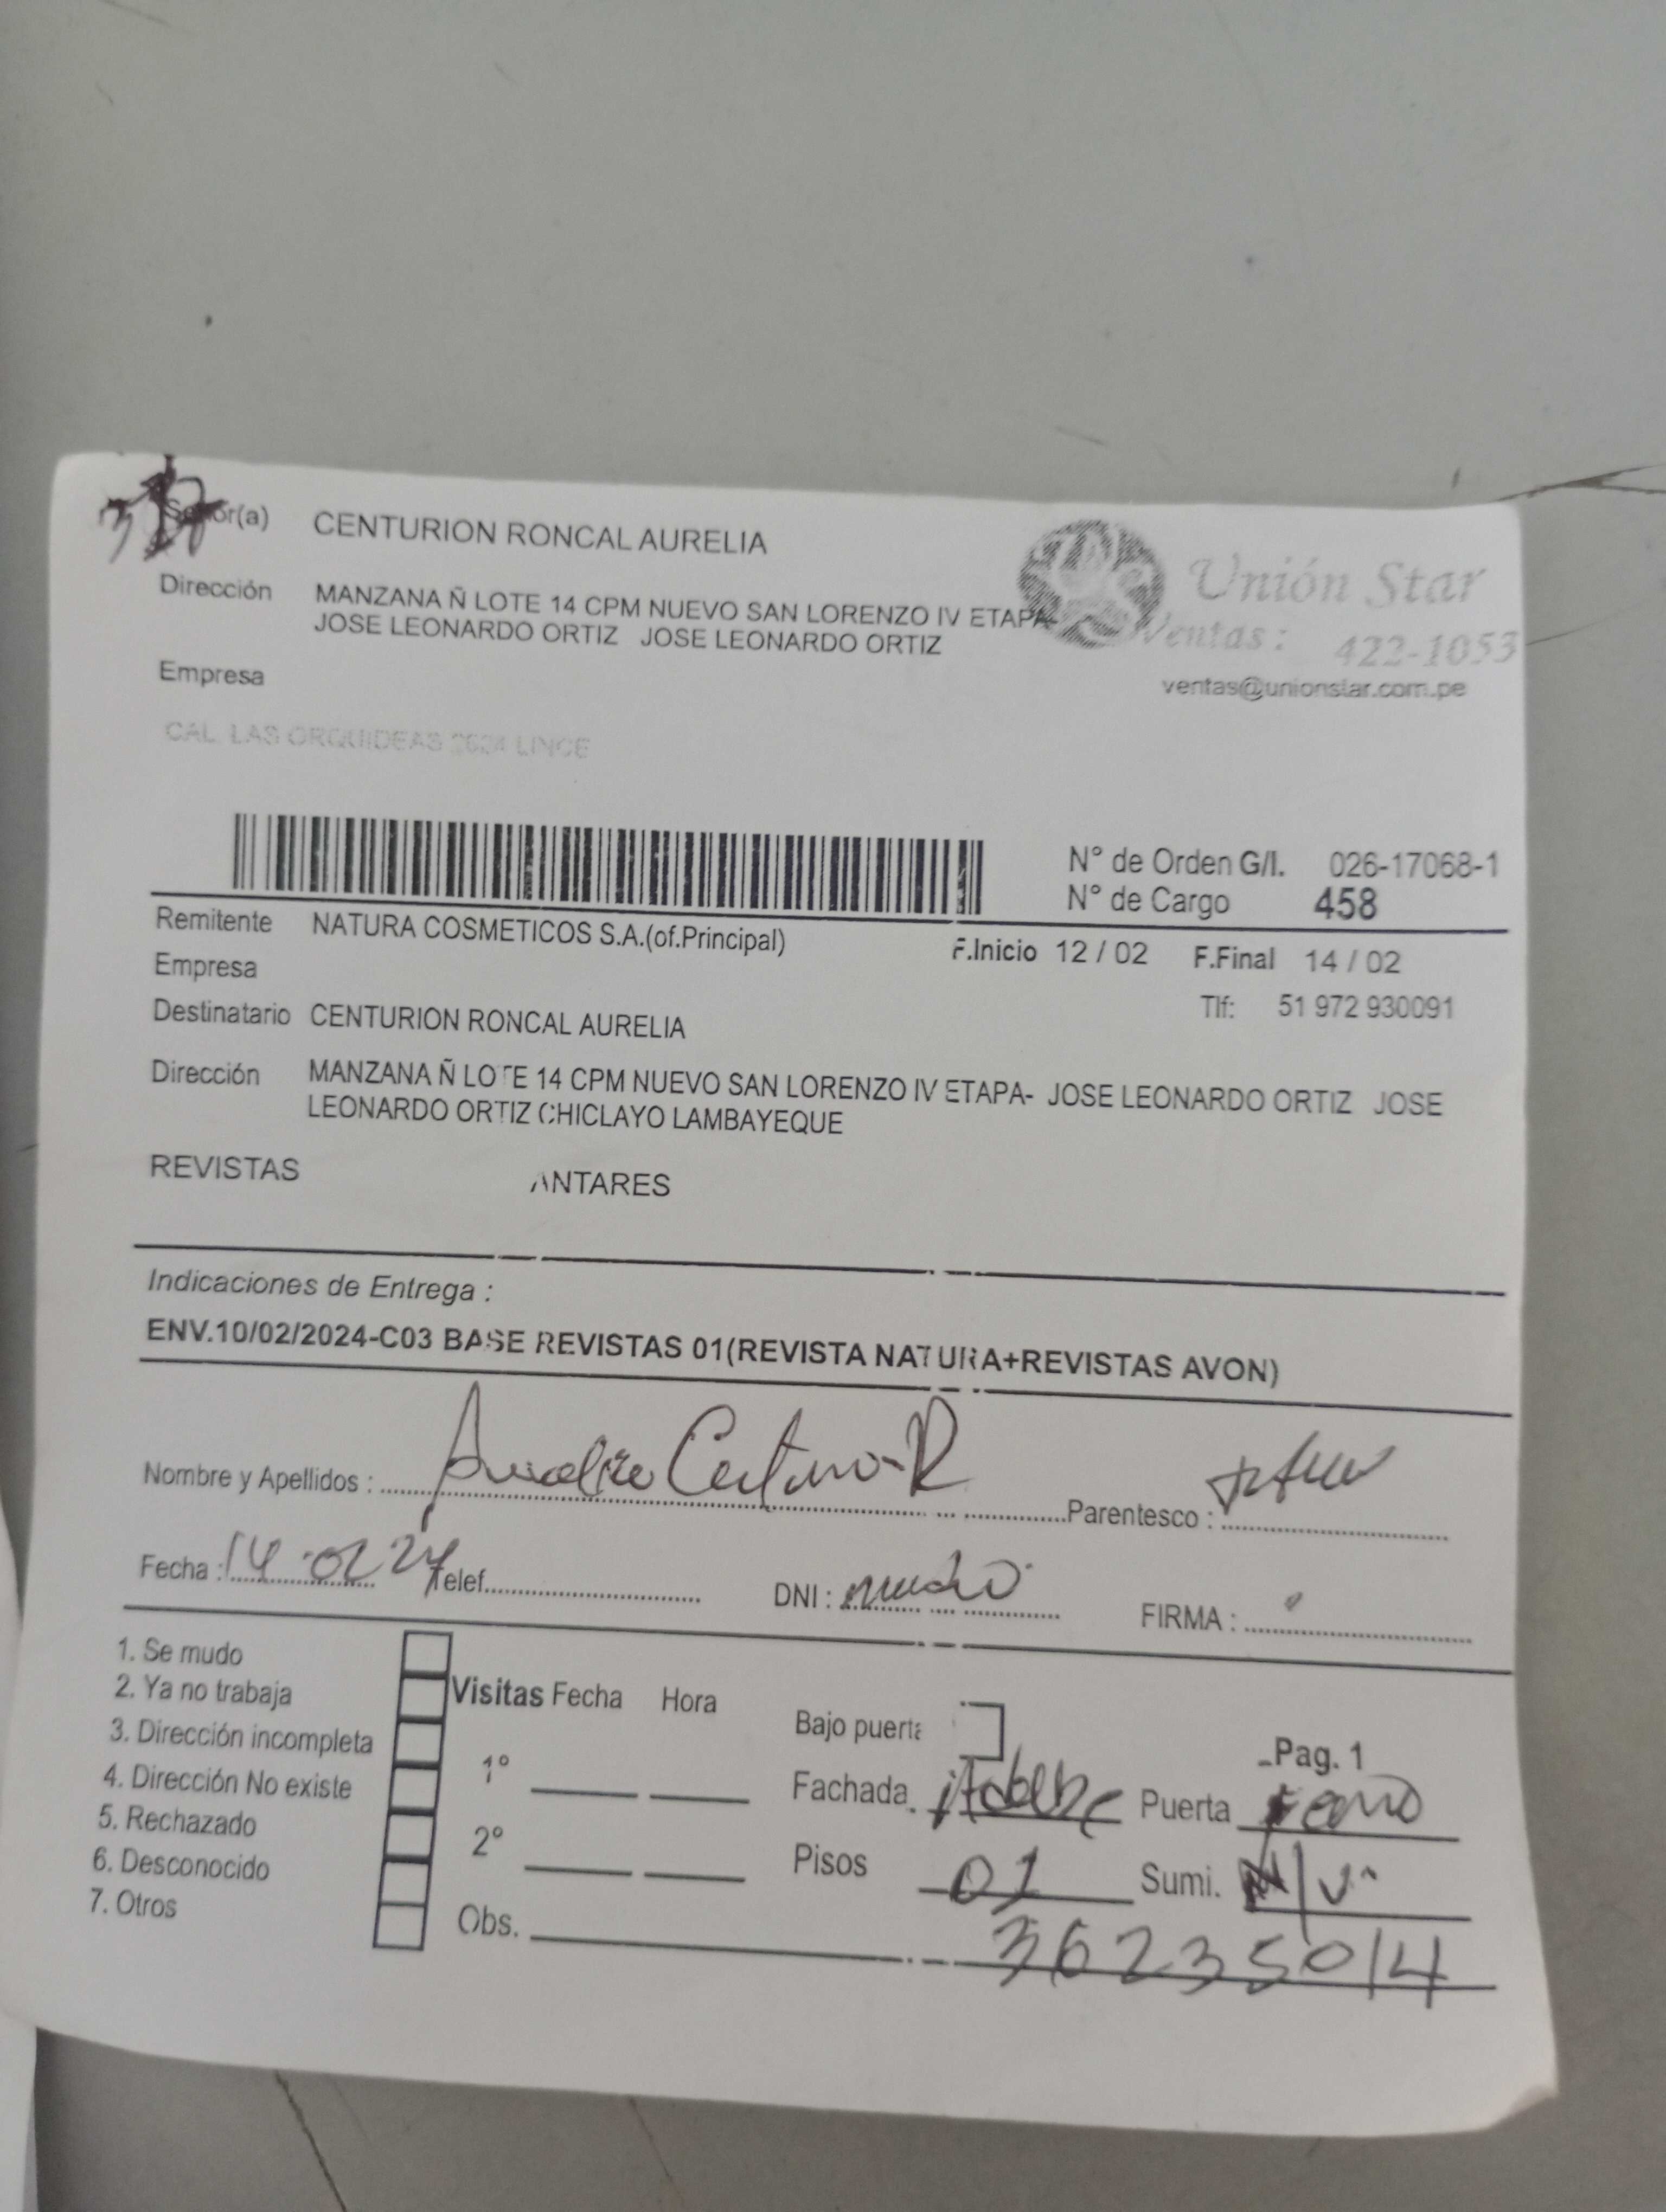 Señor(a) CENTURION RONCAL AURELIA
Dirección MANZANA Ñ LOTE 14 CPM NUEVO SAN LORENZO IV ETAPA-
JOSE LEONARDO ORTIZ JOSE LEONARDO ORTIZ
Unión Star
Ventas: 422-1053
ventas@unionstar.com.pe
Empresa
CAL. LAS ORQUIDEAS 2624 LINCE
N° de Orden G/I. 026-17068-1
N° de Cargo 458
Remitente NATURA COSMETICOS S.A.(of.Principal) F.Inicio 12 / 02 F.Final 14 / 02
Empresa
Tlf: 51 972 930091
Destinatario CENTURION RONCAL AURELIA
Dirección MANZANA Ñ LOTE 14 CPM NUEVO SAN LORENZO IV ETAPA- JOSE LEONARDO ORTIZ JOSE
LEONARDO ORTIZ CHICLAYO LAMBAYEQUE
REVISTAS ANTARES
Indicaciones de Entrega :
ENV.10/02/2024-C03 BASE REVISTAS 01(REVISTA NATURA+REVISTAS AVON)
Nombre y Apellidos : Parentesco :
Fecha : 14-02 24 Telef. DNI : FIRMA :
1. Se mudo
2. Ya no trabaja
3. Dirección incompleta
4. Dirección No existe
5. Rechazado
6. Desconocido
7. Otros
Visitas Fecha Hora
1°
2°
Obs.
Bajo puerta
Pag. 1
Fachada. Puerta
Pisos 01 Sumi.
36235014